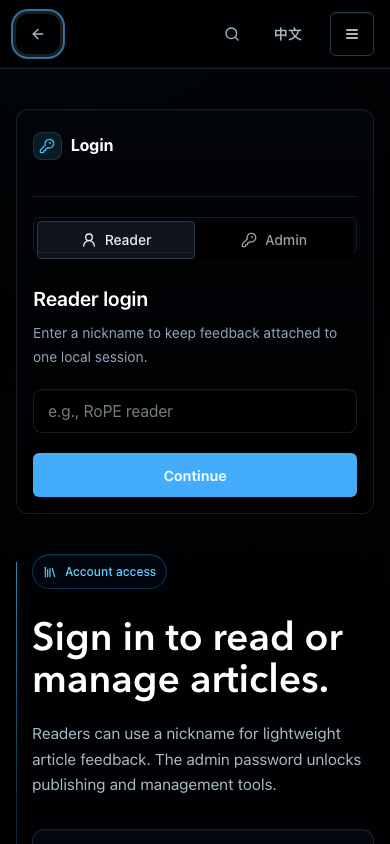 中文
Login
Reader
Admin
Reader login
Enter a nickname to keep feedback attached to
one local session.
e.g., RoPE reader
Continue
Account access
Sign in to read or
manage articles.
Readers can use a nickname for lightweight
article feedback. The admin password unlocks
publishing and management tools.